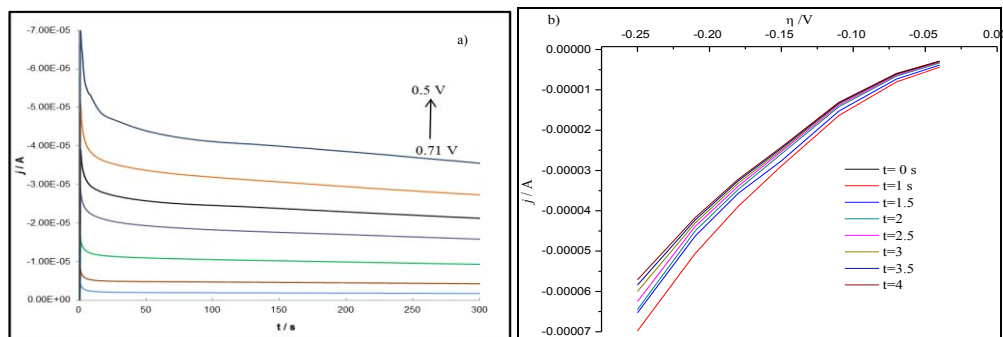 a)
-7.00E-05
-6.00E-05
-5.00E-05
-4.00E-05
-3.00E-05
-2.00E-05
-1.00E-05
0.00E+00
0.5 V
0.71 V
j / A
0 50 100 150 200 250 300
t / s
b)
η /V
-0.25 -0.20 -0.15 -0.10 -0.05 0.00
0.00000
-0.00001
-0.00002
-0.00003
-0.00004
-0.00005
-0.00006
-0.00007
j / A
t= 0 s
t=1 s
t=1.5
t=2
t=2.5
t=3
t=3.5
t=4